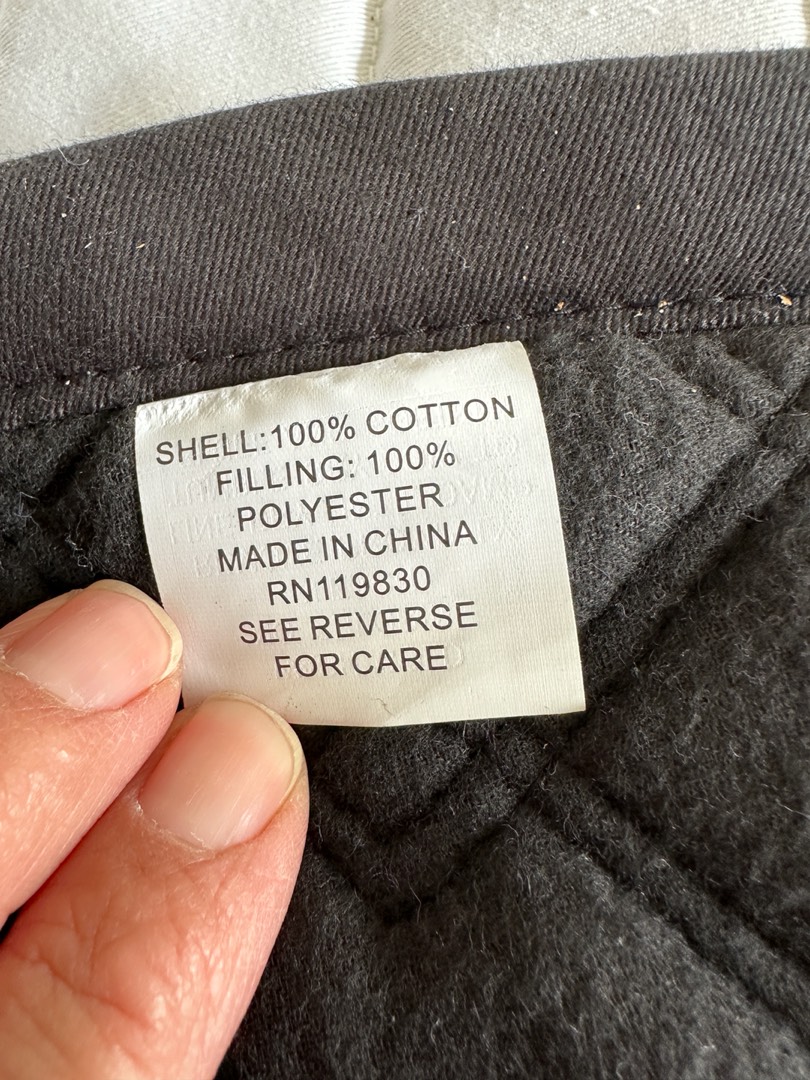 SHELL:100% COTTON
FILLING: 100%
POLYESTER
MADE IN CHINA
RN119830
SEE REVERSE
FOR CARE